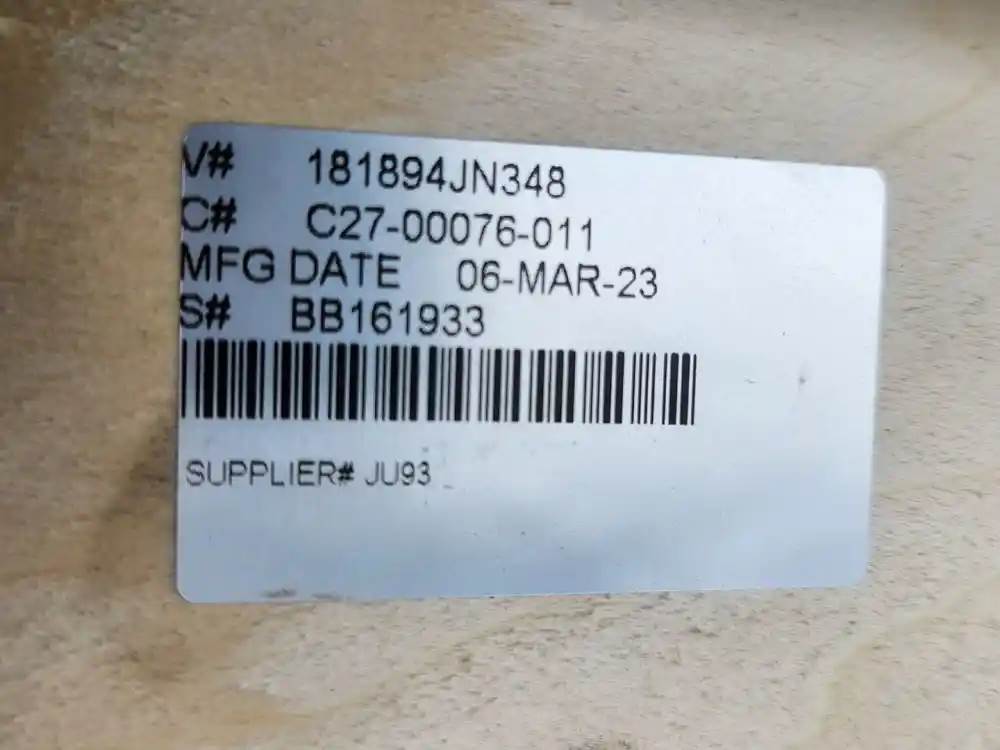 V# 181894JN348
C# C27-00076-011
MFG DATE 06-MAR-23
S# BB161933
SUPPLIER# JU93